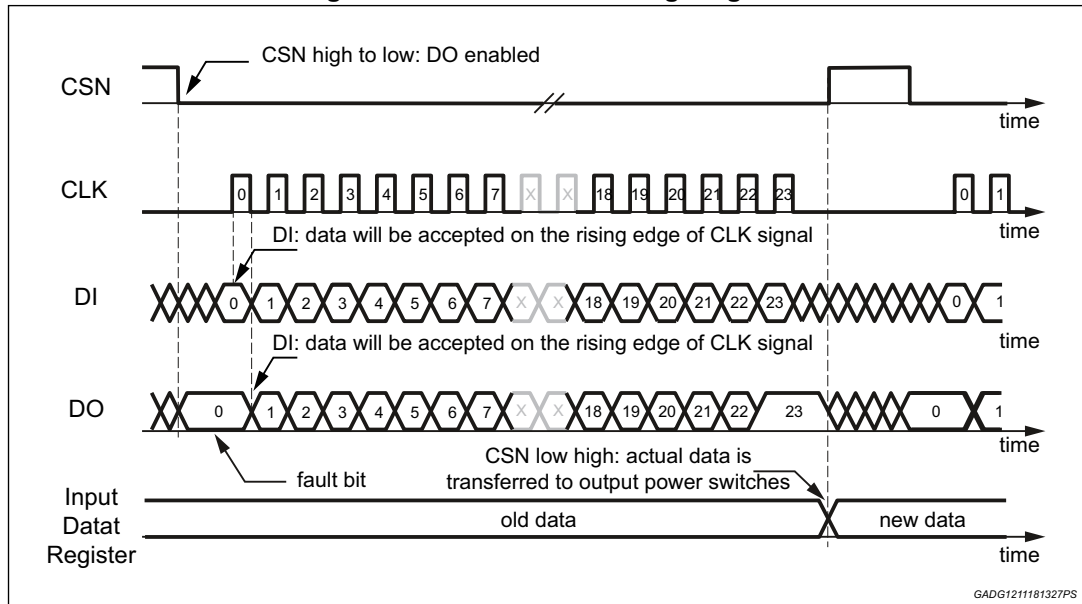 CSN high to low: DO enabled
CSN
time
CLK
0 1 2 3 4 5 6 7 X X 18 19 20 21 22 23 0 1
time
DI: data will be accepted on the rising edge of CLK signal
DI
0 1 2 3 4 5 6 7 X X 18 19 20 21 22 23 0 1
time
DI: data will be accepted on the rising edge of CLK signal
DO
0 1 2 3 4 5 6 7 X X 18 19 20 21 22 23 0 1
time
fault bit
CSN low high: actual data is
transferred to output power switches
Input
Datat
Register
old data
new data
time
GADG1211181327PS